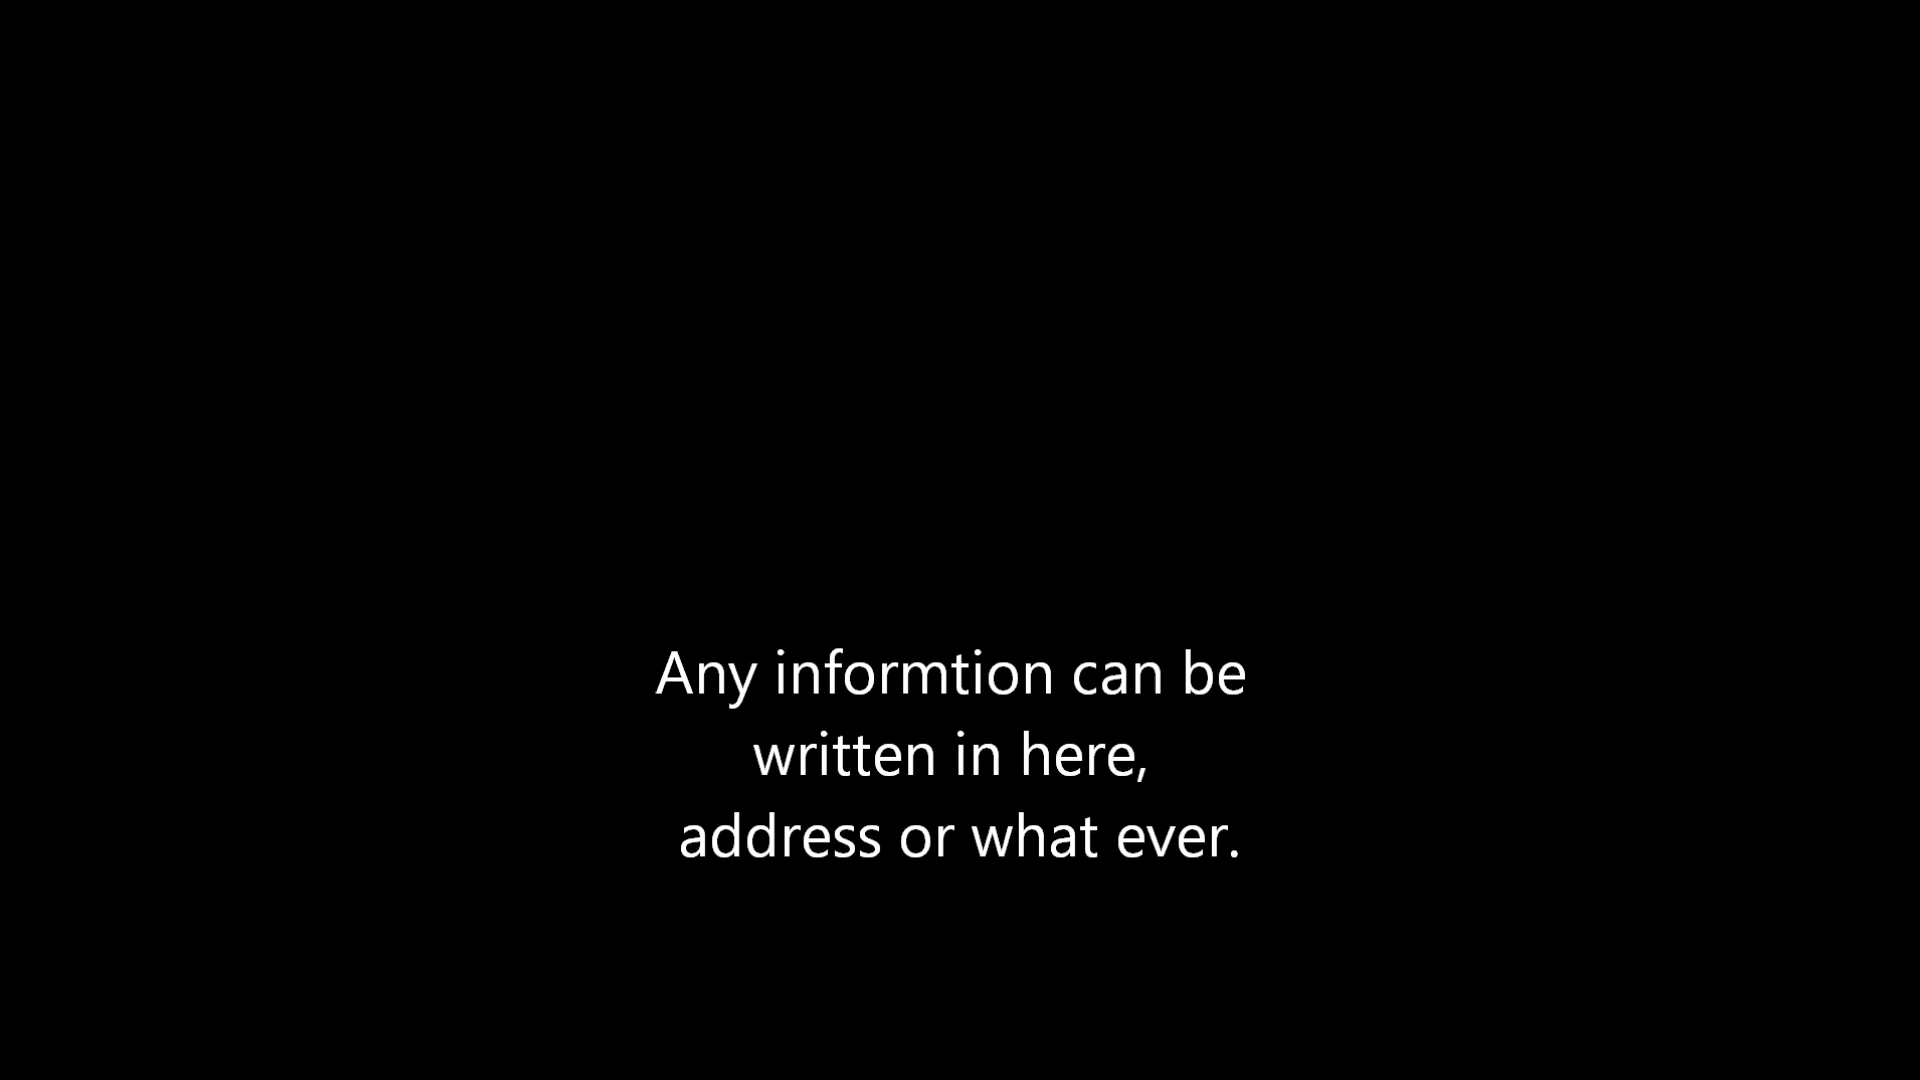 Any informtion can be
written in here,
address or what ever.